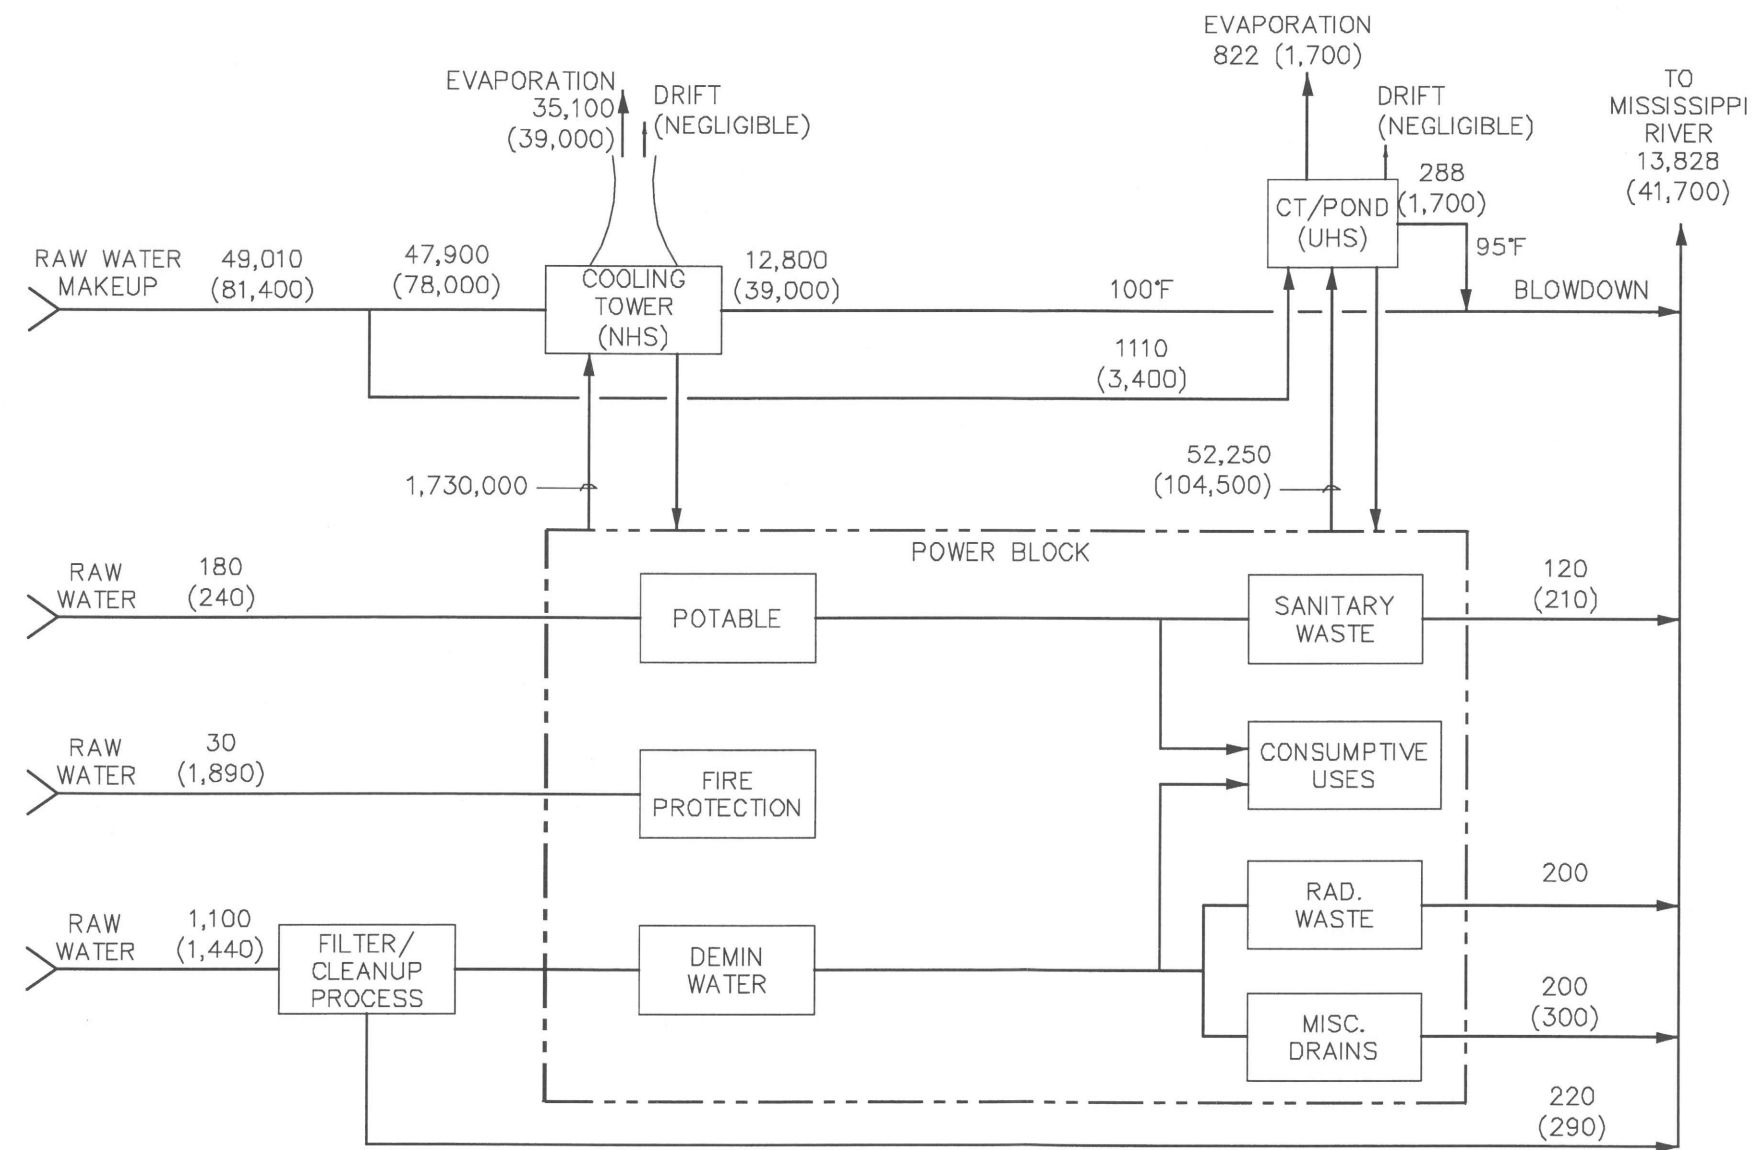 EVAPORATION
822 (1,700)
EVAPORATION
35,100
(39,000)
DRIFT
(NEGLIGIBLE)
DRIFT
(NEGLIGIBLE)
TO
MISSISSIPPI
RIVER
13,828
(41,700)
288
(1,700)
CT/POND
(UHS)
95°F
RAW WATER
MAKEUP
49,010
(81,400)
47,900
(78,000)
COOLING
TOWER
(NHS)
12,800
(39,000)
100°F
BLOWDOWN
1110
(3,400)
1,730,000
52,250
(104,500)
POWER BLOCK
RAW
WATER
180
(240)
POTABLE
SANITARY
WASTE
120
(210)
RAW
WATER
30
(1,890)
FIRE
PROTECTION
CONSUMPTIVE
USES
RAD.
WASTE
200
RAW
WATER
1,100
(1,440)
FILTER/
CLEANUP
PROCESS
DEMIN
WATER
MISC.
DRAINS
200
(300)
220
(290)